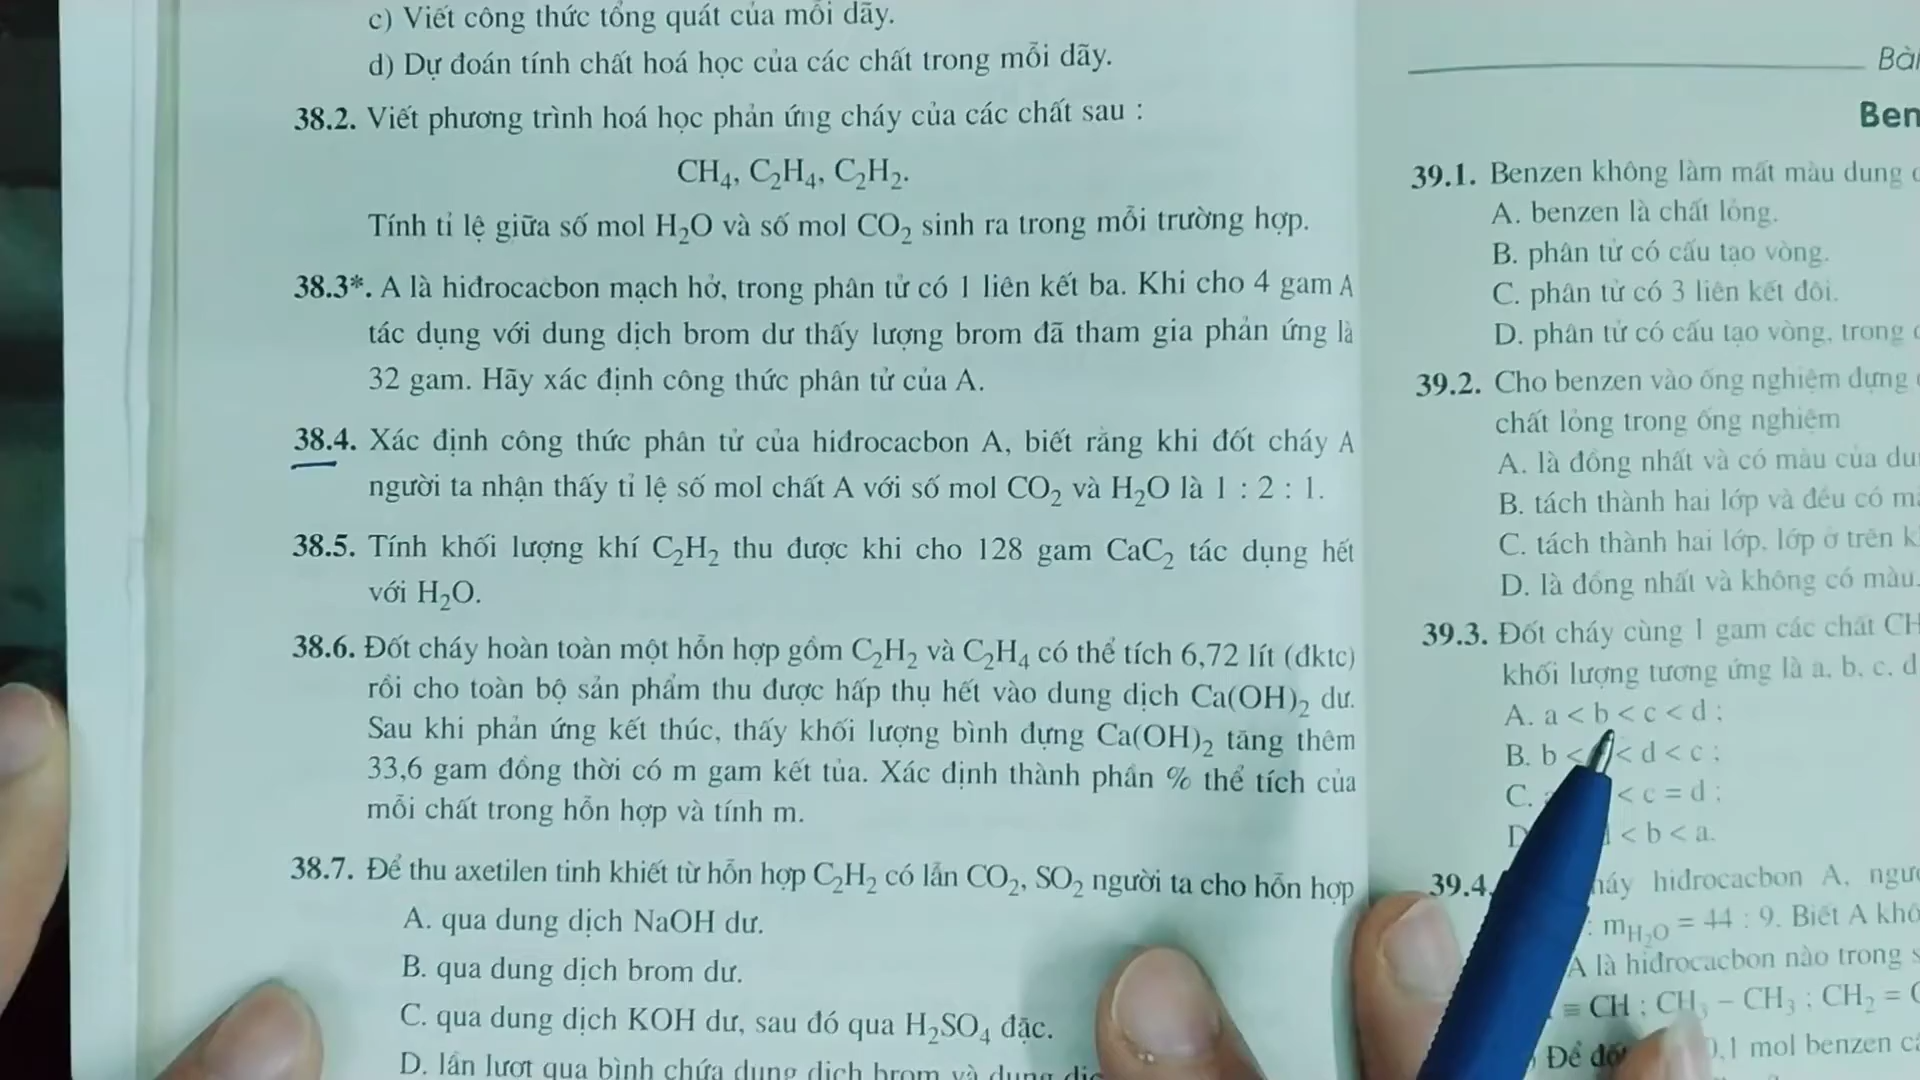 c) Viết công thức tổng quát của mỗi dãy.
d) Dự đoán tính chất hoá học của các chất trong mỗi dãy.
38.2. Viết phương trình hoá học phản ứng cháy của các chất sau :
CH₄, C₂H₄, C₂H₂.
Tính tỉ lệ giữa số mol H₂O và số mol CO₂ sinh ra trong mỗi trường hợp.
38.3*. A là hiđrocacbon mạch hở, trong phân tử có 1 liên kết ba. Khi cho 4 gam A
tác dụng với dung dịch brom dư thấy lượng brom đã tham gia phản ứng là
32 gam. Hãy xác định công thức phân tử của A.
38.4. Xác định công thức phân tử của hiđrocacbon A, biết rằng khi đốt cháy A
người ta nhận thấy tỉ lệ số mol chất A với số mol CO₂ và H₂O là 1 : 2 : 1.
38.5. Tính khối lượng khí C₂H₂ thu được khi cho 128 gam CaC₂ tác dụng hết
với H₂O.
38.6. Đốt cháy hoàn toàn một hỗn hợp gồm C₂H₂ và C₂H₄ có thể tích 6,72 lít (đktc)
rồi cho toàn bộ sản phẩm thu được hấp thụ hết vào dung dịch Ca(OH)₂ dư.
Sau khi phản ứng kết thúc, thấy khối lượng bình đựng Ca(OH)₂ tăng thêm
33,6 gam đồng thời có m gam kết tủa. Xác định thành phần % thể tích của
mỗi chất trong hỗn hợp và tính m.
38.7. Để thu axetilen tinh khiết từ hỗn hợp C₂H₂ có lẫn CO₂, SO₂ người ta cho hỗn hợp
A. qua dung dịch NaOH dư.
B. qua dung dịch brom dư.
C. qua dung dịch KOH dư, sau đó qua H₂SO₄ đặc.
D. lần lượt qua bình chứa dung dịch brom và dung
39.1. Benzen không làm mất màu dung
A. benzen là chất lỏng.
B. phân tử có cấu tạo vòng.
C. phân tử có 3 liên kết đôi.
D. phân tử có cấu tạo vòng, trong
39.2. Cho benzen vào ống nghiệm đựng
chất lỏng trong ống nghiệm
A. là đồng nhất và có màu của
B. tách thành hai lớp và đều có
C. tách thành hai lớp, lớp ở trên
D. là đồng nhất và không có màu.
39.3. Đốt cháy cùng 1 gam các chất
khối lượng tương ứng là a, b, c, d
A. a < b < c < d ;
B. b < < d < c ;
C. < c = d ;
< b < a.
39.4. hiđrocacbon A,
: mH₂O = 44 : 9. Biết A
A là hiđrocacbon nào trong
≡ CH ; CH₃ – CH₃ ; CH₂ =
Để mol benzen